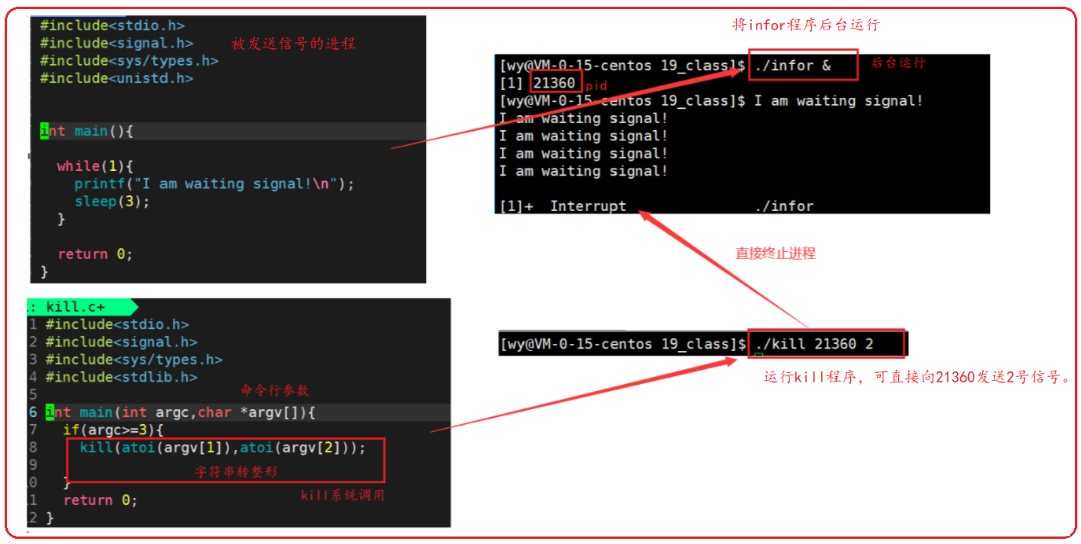 #include<stdio.h>
#include<signal.h>
#include<sys/types.h>
#include<unistd.h>
被发送信号的进程
int main(){
while(1){
printf("I am waiting signal!\n");
sleep(3);
}
return 0;
}
将infor程序后台运行
[wy@VM-0-15-centos 19_class]$ ./infor &
后台运行
[1] 21360
pid
[wy@VM-0-15-centos 19_class]$ I am waiting signal!
I am waiting signal!
I am waiting signal!
I am waiting signal!
I am waiting signal!
[1]+  Interrupt               ./infor
直接终止进程
: kill.c+
1 #include<stdio.h>
2 #include<signal.h>
3 #include<sys/types.h>
4 #include<stdlib.h>
5
命令行参数
6 int main(int argc,char *argv[]){
7   if(argc>=3){
8     kill(atoi(argv[1]),atoi(argv[2]));
9
字符串转整形
0   }
kill系统调用
1   return 0;
2 }
[wy@VM-0-15-centos 19_class]$ ./kill 21360 2
运行kill程序，可直接向21360发送2号信号。